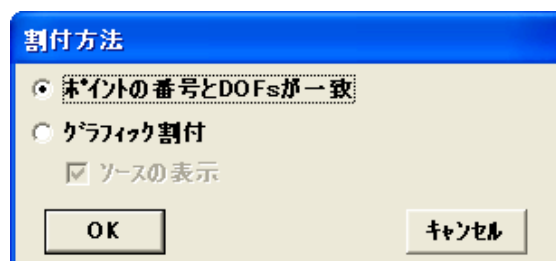 割付方法
ﾎﾟｲﾝﾄの番号とDOFsが一致
ｸﾞﾗﾌｨｯｸ割付
ｿｰｽの表示
OK
ｷｬﾝｾﾙ